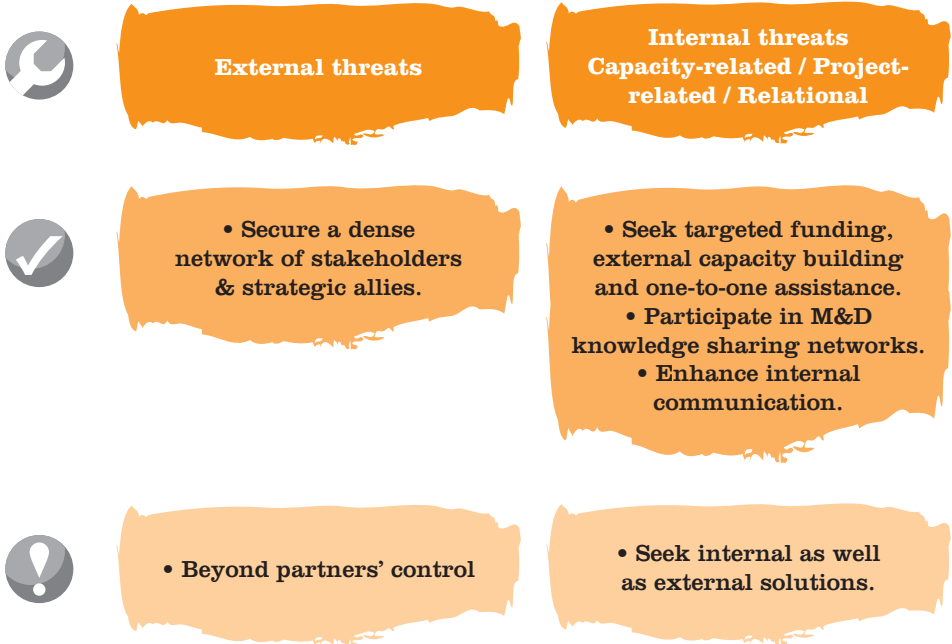 External threats
Internal threats
Capacity-related / Project-
related / Relational
• Secure a dense
network of stakeholders
& strategic allies.
• Seek targeted funding,
external capacity building
and one-to-one assistance.
• Participate in M&D
knowledge sharing networks.
• Enhance internal
communication.
• Beyond partners’ control
• Seek internal as well
as external solutions.